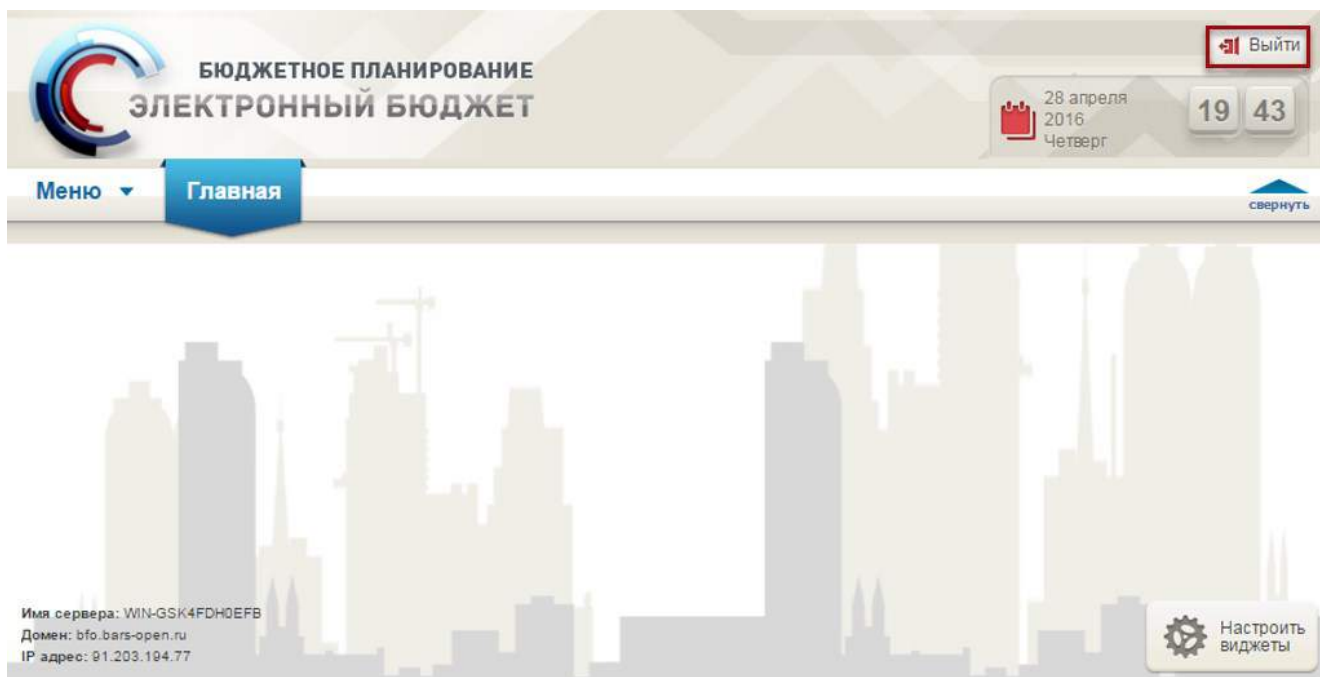 Выйти
БЮДЖЕТНОЕ ПЛАНИРОВАНИЕ
ЭЛЕКТРОННЫЙ БЮДЖЕТ
28 апреля
2016
Четверг
19 43
Меню Главная
свернуть
Имя сервера: WIN-GSK4FDH0EFB
Домен: bfo.bars-open.ru
IP адрес: 91.203.194.77
Настроить
виджеты